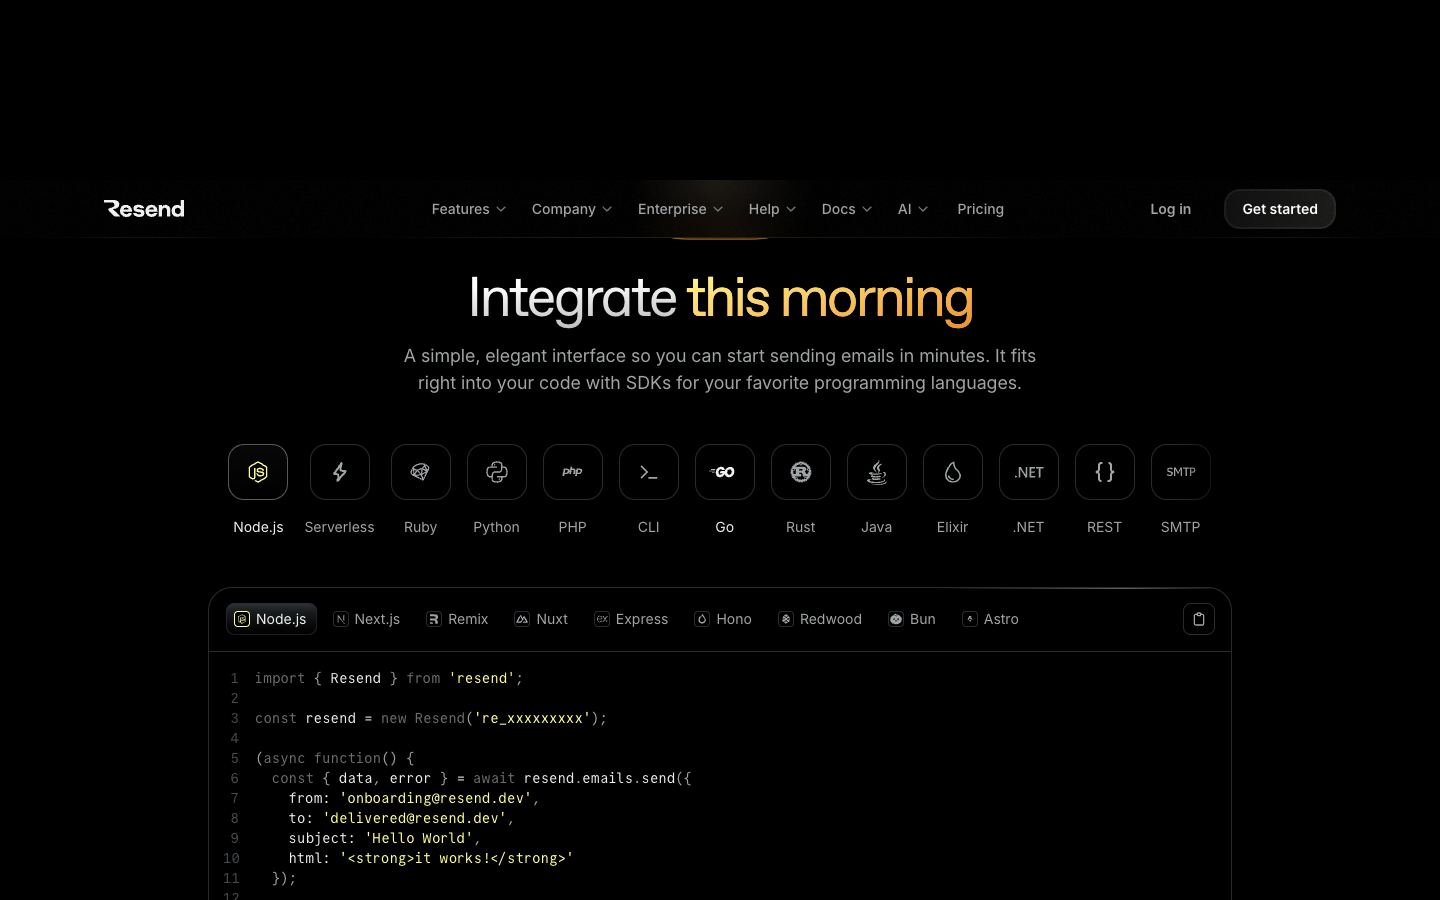 Resend Features Company Enterprise Help Docs AI Pricing Log in Get started
Integrate this morning
A simple, elegant interface so you can start sending emails in minutes. It fits
right into your code with SDKs for your favorite programming languages.
JS php GO R .NET { } SMTP
Node.js Serverless Ruby Python PHP CLI Go Rust Java Elixir .NET REST SMTP
Node.js N Next.js R Remix Nuxt ex Express Hono Redwood Bun Astro
1 import { Resend } from 'resend';
2
3 const resend = new Resend('re_xxxxxxxxx');
4
5 (async function() {
6 const { data, error } = await resend.emails.send({
7 from: 'onboarding@resend.dev',
8 to: 'delivered@resend.dev',
9 subject: 'Hello World',
10 html: '<strong>it works!</strong>'
11 });
12